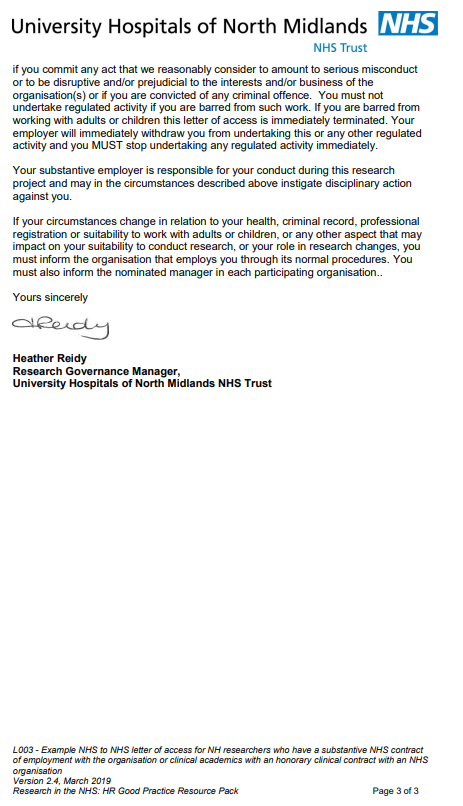 University Hospitals of North Midlands NHS
NHS Trust
if you commit any act that we reasonably consider to amount to serious misconduct
or to be disruptive and/or prejudicial to the interests and/or business of the
organisation(s) or if you are convicted of any criminal offence.  You must not
undertake regulated activity if you are barred from such work. If you are barred from
working with adults or children this letter of access is immediately terminated. Your
employer will immediately withdraw you from undertaking this or any other regulated
activity and you MUST stop undertaking any regulated activity immediately.
Your substantive employer is responsible for your conduct during this research
project and may in the circumstances described above instigate disciplinary action
against you.
If your circumstances change in relation to your health, criminal record, professional
registration or suitability to work with adults or children, or any other aspect that may
impact on your suitability to conduct research, or your role in research changes, you
must inform the organisation that employs you through its normal procedures. You
must also inform the nominated manager in each participating organisation..
Yours sincerely
HReidy
Heather Reidy
Research Governance Manager,
University Hospitals of North Midlands NHS Trust
L003 - Example NHS to NHS letter of access for NH researchers who have a substantive NHS contract
of employment with the organisation or clinical academics with an honorary clinical contract with an NHS
organisation
Version 2.4, March 2019
Research in the NHS: HR Good Practice Resource Pack Page 3 of 3